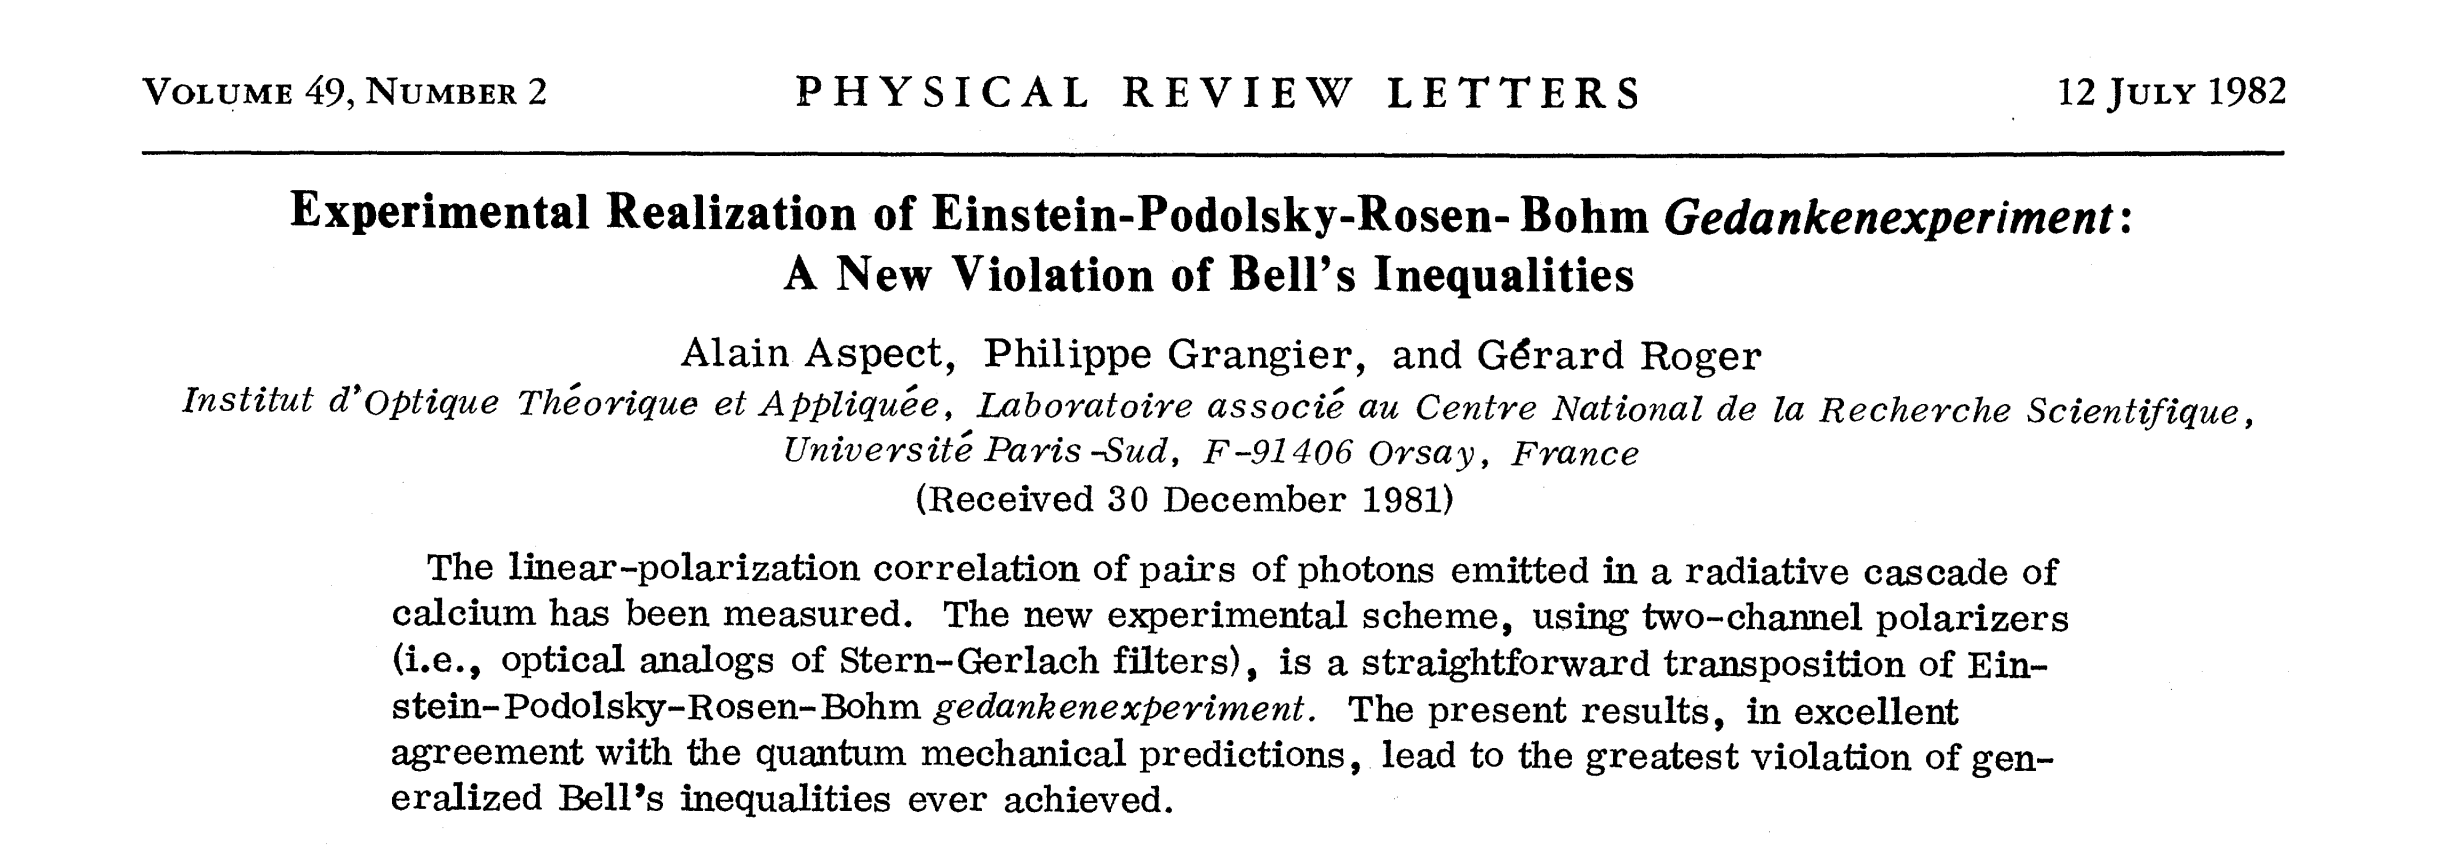 VOLUME 49, NUMBER 2 PHYSICAL REVIEW LETTERS 12 JULY 1982
Experimental Realization of Einstein-Podolsky-Rosen-Bohm Gedankenexperiment:
A New Violation of Bell's Inequalities
Alain Aspect, Philippe Grangier, and Gérard Roger
Institut d'Optique Théorique et Appliquée, Laboratoire associé au Centre National de la Recherche Scientifique,
Université Paris-Sud, F-91406 Orsay, France
(Received 30 December 1981)
The linear-polarization correlation of pairs of photons emitted in a radiative cascade of
calcium has been measured. The new experimental scheme, using two-channel polarizers
(i.e., optical analogs of Stern-Gerlach filters), is a straightforward transposition of Ein-
stein-Podolsky-Rosen-Bohm gedankenexperiment. The present results, in excellent
agreement with the quantum mechanical predictions, lead to the greatest violation of gen-
eralized Bell's inequalities ever achieved.